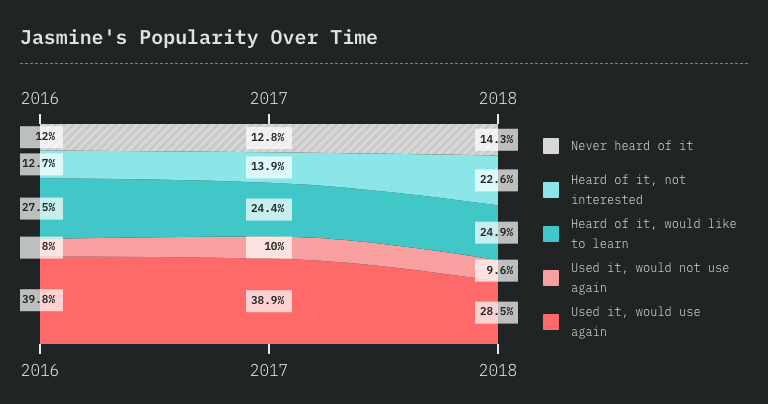 Jasmine's Popularity Over Time
2016 2017 2018
12% 12.8% 14.3%
12.7% 13.9% 22.6%
27.5% 24.4% 24.9%
8% 10% 9.6%
39.8% 38.9% 28.5%
2016 2017 2018
Never heard of it
Heard of it, not
interested
Heard of it, would like
to learn
Used it, would not use
again
Used it, would use
again